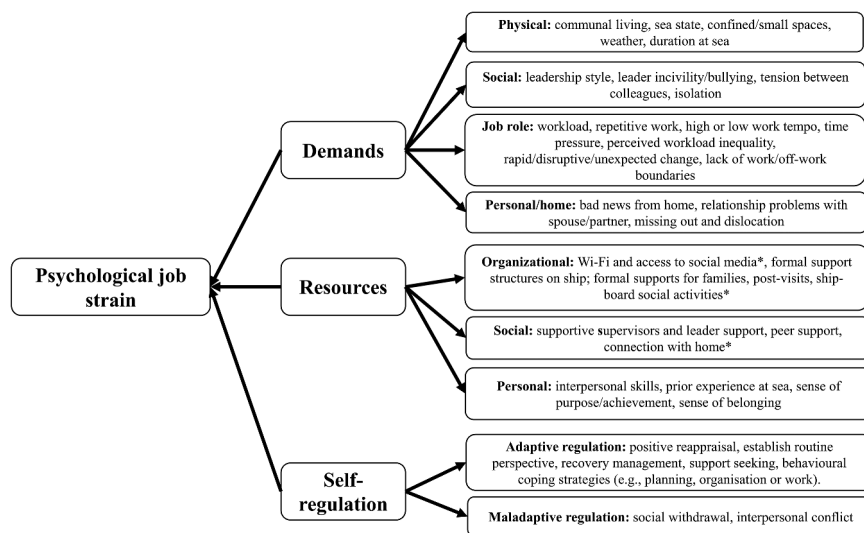 Physical: communal living, sea state, confined/small spaces,
weather, duration at sea
Social: leadership style, leader incivility/bullying, tension between
colleagues, isolation
Demands
Job role: workload, repetitive work, high or low work tempo, time
pressure, perceived workload inequality,
rapid/disruptive/unexpected change, lack of work/off-work
boundaries
Personal/home: bad news from home, relationship problems with
spouse/partner, missing out and dislocation
Psychological job
strain
Resources
Organizational: Wi-Fi and access to social media*, formal support
structures on ship; formal supports for families, post-visits, ship-
board social activities*
Social: supportive supervisors and leader support, peer support,
connection with home*
Personal: interpersonal skills, prior experience at sea, sense of
purpose/achievement, sense of belonging
Self-
regulation
Adaptive regulation: positive reappraisal, establish routine
perspective, recovery management, support seeking, behavioural
coping strategies (e.g., planning, organisation or work).
Maladaptive regulation: social withdrawal, interpersonal conflict